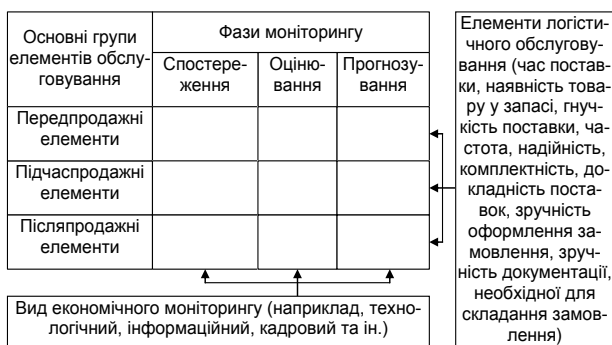 Основні групи
елементів обслу-
говування
Фази моніторингу
Спостере-
ження
Оціню-
вання
Прогнозу-
вання
Передпродажні
елементи
Підчаспродажні
елементи
Післяпродажні
елементи
Вид економічного моніторингу (наприклад, техно-
логічний, інформаційний, кадровий та ін.)
Елементи логісти-
чного обслугову-
вання (час постав-
ки, наявність това-
ру у запасі, гнуч-
кість поставки, ча-
стота, надійність,
комплектність, до-
кладність поста-
вок, зручність
оформлення за-
мовлення, зруч-
ність документації,
необхідної для
складання замов-
лення)